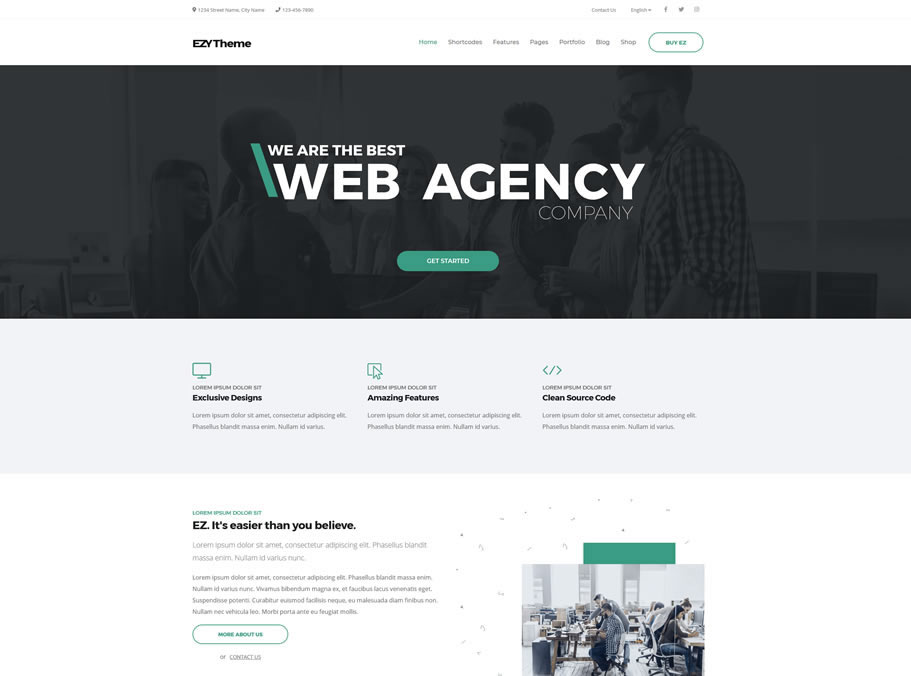 1234 Street Name, City Name 123-456-7890 Contact Us English
EZY Theme Home Shortcodes Features Pages Portfolio Blog Shop BUY EZ
WE ARE THE BEST
WEB AGENCY
COMPANY
GET STARTED
LOREM IPSUM DOLOR SIT
Exclusive Designs
Lorem ipsum dolor sit amet, consectetur adipiscing elit.
Phasellus blandit massa enim. Nullam id varius.
LOREM IPSUM DOLOR SIT
Amazing Features
Lorem ipsum dolor sit amet, consectetur adipiscing elit.
Phasellus blandit massa enim. Nullam id varius.
LOREM IPSUM DOLOR SIT
Clean Source Code
Lorem ipsum dolor sit amet, consectetur adipiscing elit.
Phasellus blandit massa enim. Nullam id varius.
LOREM IPSUM DOLOR SIT
EZ. It's easier than you believe.
Lorem ipsum dolor sit amet, consectetur adipiscing elit. Phasellus blandit
massa enim. Nullam id varius nunc.
Lorem ipsum dolor sit amet, consectetur adipiscing elit. Phasellus blandit massa enim.
Nullam id varius nunc. Vivamus bibendum magna ex, et faucibus lacus venenatis eget.
Suspendisse potenti. Curabitur euismod facilisis neque, eu malesuada diam finibus non.
Nullam nec vehicula leo. Morbi porta ante eu feugiat mollis.
MORE ABOUT US
or CONTACT US